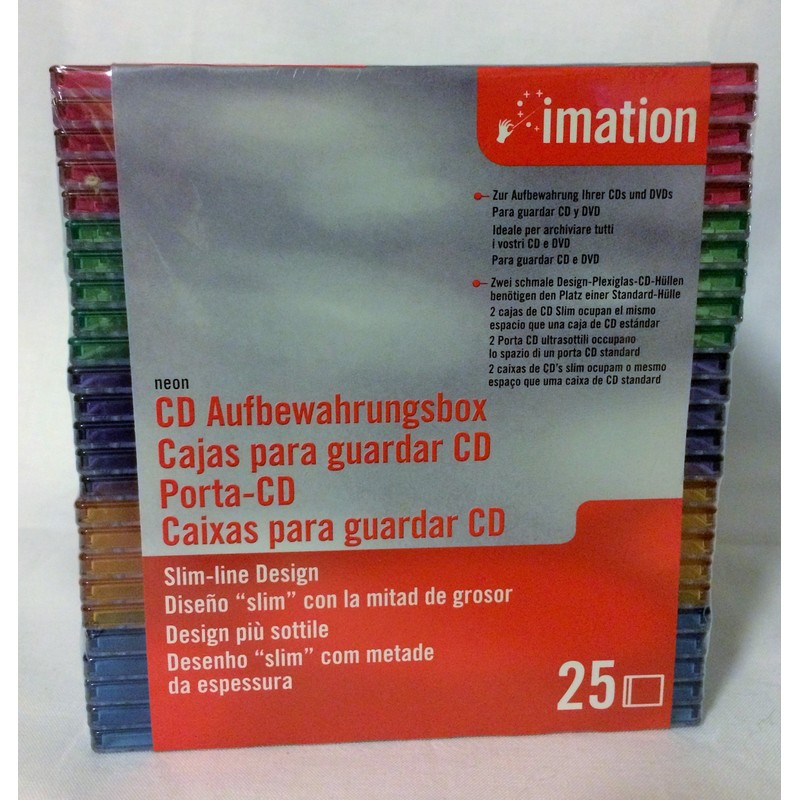 imation
Zur Aufbewahrung Ihrer CDs und DVDs
Para guardar CD y DVD
Ideale per archiviare tutti
i vostri CD e DVD
Para guardar CD e DVD
Zwei schmale Design-Plexiglas-CD-Hüllen
benötigen den Platz einer Standard-Hülle
2 cajas de CD Slim ocupan el mismo
espacio que una caja de CD estándar
2 Porta CD ultrasottili occupano
lo spazio di un porta CD standard
2 caixas de CD's slim ocupam o mesmo
espaço que uma caixa de CD standard
neon
CD Aufbewahrungsbox
Cajas para guardar CD
Porta-CD
Caixas para guardar CD
Slim-line Design
Diseño "slim" con la mitad de grosor
Design più sottile
Desenho "slim" com metade
da espessura
25